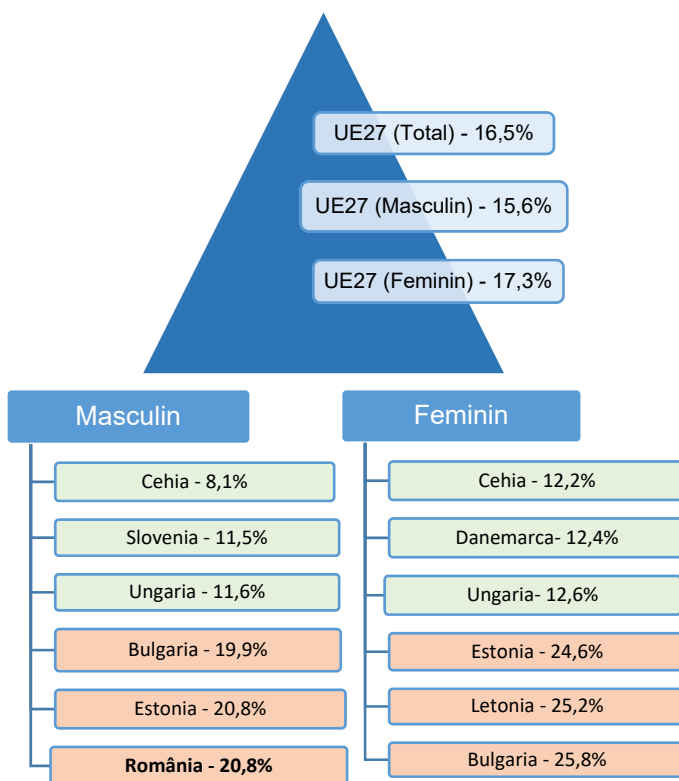 UE27 (Total) - 16,5%
UE27 (Masculin) - 15,6%
UE27 (Feminin) - 17,3%
Masculin
Cehia - 8,1%
Slovenia - 11,5%
Ungaria - 11,6%
Bulgaria - 19,9%
Estonia - 20,8%
România - 20,8%
Feminin
Cehia - 12,2%
Danemarca- 12,4%
Ungaria- 12,6%
Estonia - 24,6%
Letonia - 25,2%
Bulgaria - 25,8%